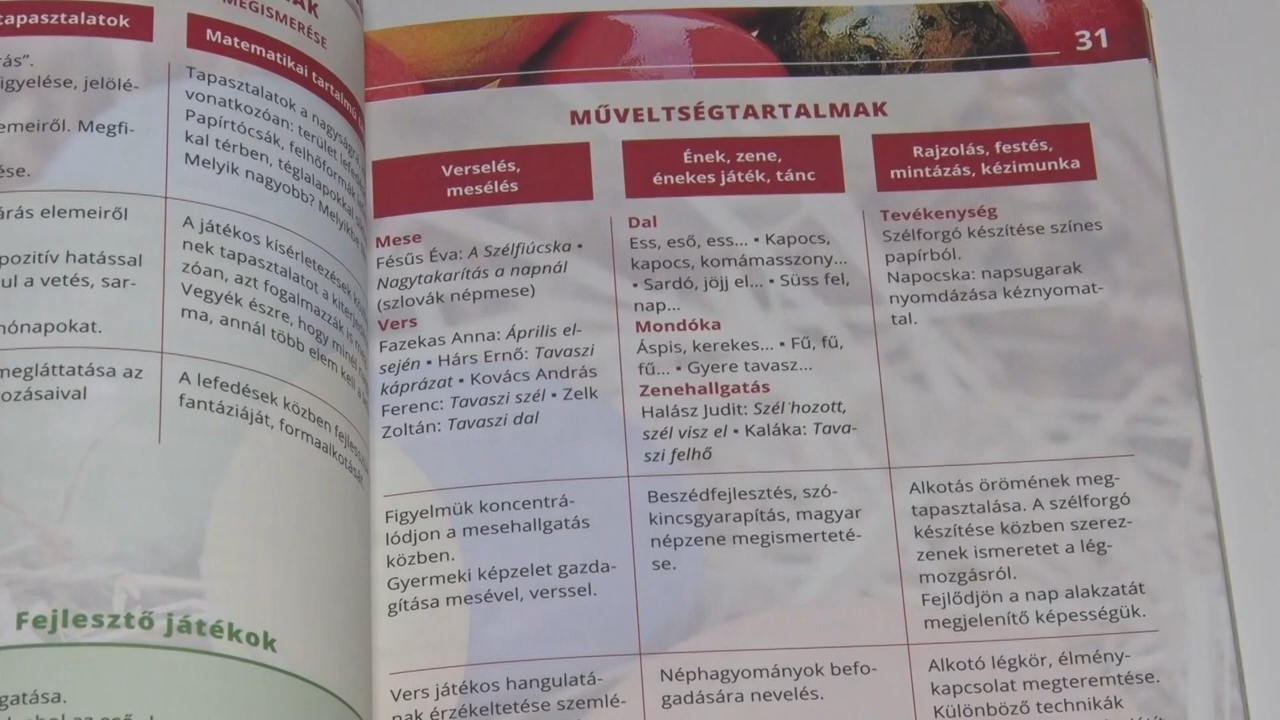 tapasztalatok
rás”.
igyelése, jelölé-
emeiről. Megfi-
ése.
árás elemeiről
pozitív hatással
ul a vetés, sar-
hónapokat.
megláttatása az
ozásaival
MEGISMERÉSE
Matematikai tartalmú
Tapasztalatok a nagyságra
vonatkozóan: terület
Papírtócsák, felhőformák
kal térben, téglalapokkal
Melyik nagyobb?
A játékos kísérletezések
nek tapasztalatot a
zóan, azt fogalmazzák is
Vegyék észre, hogy minél
ma, annál több elem kell a
A lefedések közben
fantáziáját, formaalkotását
Fejlesztő játékok
gatása.
31
MŰVELTSÉGTARTALMAK
Verselés,
mesélés
Mese
Fésűs Éva: A Szélfiúcska •
Nagytakarítás a napnál
(szlovák népmese)
Vers
Fazekas Anna: Április el-
sején • Hárs Ernő: Tavaszi
káprázat • Kovács András
Ferenc: Tavaszi szél • Zelk
Zoltán: Tavaszi dal
Figyelmük koncentrá-
lódjon a mesehallgatás
közben.
Gyermeki képzelet gazda-
gítása mesével, verssel.
Vers játékos hangulatá-
nak érzékeltetése szemlé-
Ének, zene,
énekes játék, tánc
Dal
Ess, eső, ess... • Kapocs,
kapocs, komámasszony...
• Sardó, jöjj el... • Süss fel,
nap...
Mondóka
Áspis, kerekes... • Fű, fű,
fű... • Gyere tavasz...
Zenehallgatás
Halász Judit: Szél hozott,
szél visz el • Kaláka: Tava-
szi felhő
Beszédfejlesztés, szó-
kincsgyarapítás, magyar
népzene megismerteté-
se.
Néphagyományok befo-
gadására nevelés.
Rajzolás, festés,
mintázás, kézimunka
Tevékenység
Szélforgó készítése színes
papírból.
Napocska: napsugarak
nyomdázása kéznyomat-
tal.
Alkotás örömének meg-
tapasztalása. A szélforgó
készítése közben szerez-
zenek ismeretet a lég-
mozgásról.
Fejlődjön a nap alakzatát
megjelenítő képességük.
Alkotó légkör, élmény-
kapcsolat megteremtése.
Különböző technikák